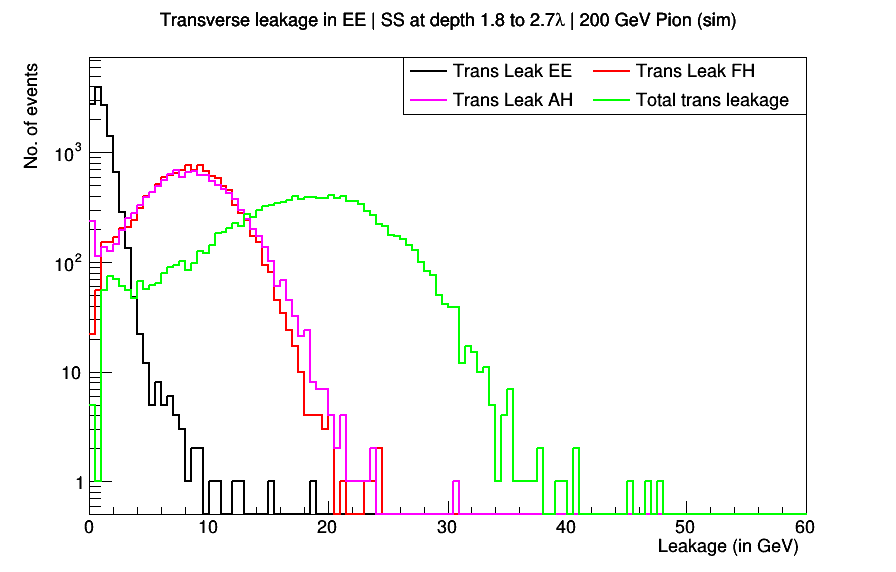 Transverse leakage in EE | SS at depth 1.8 to 2.7λ | 200 GeV Pion (sim)
No. of events
Trans Leak EE
Trans Leak FH
Trans Leak AH
Total trans leakage
10³
10²
10
1
0 10 20 30 40 50 60
Leakage (in GeV)